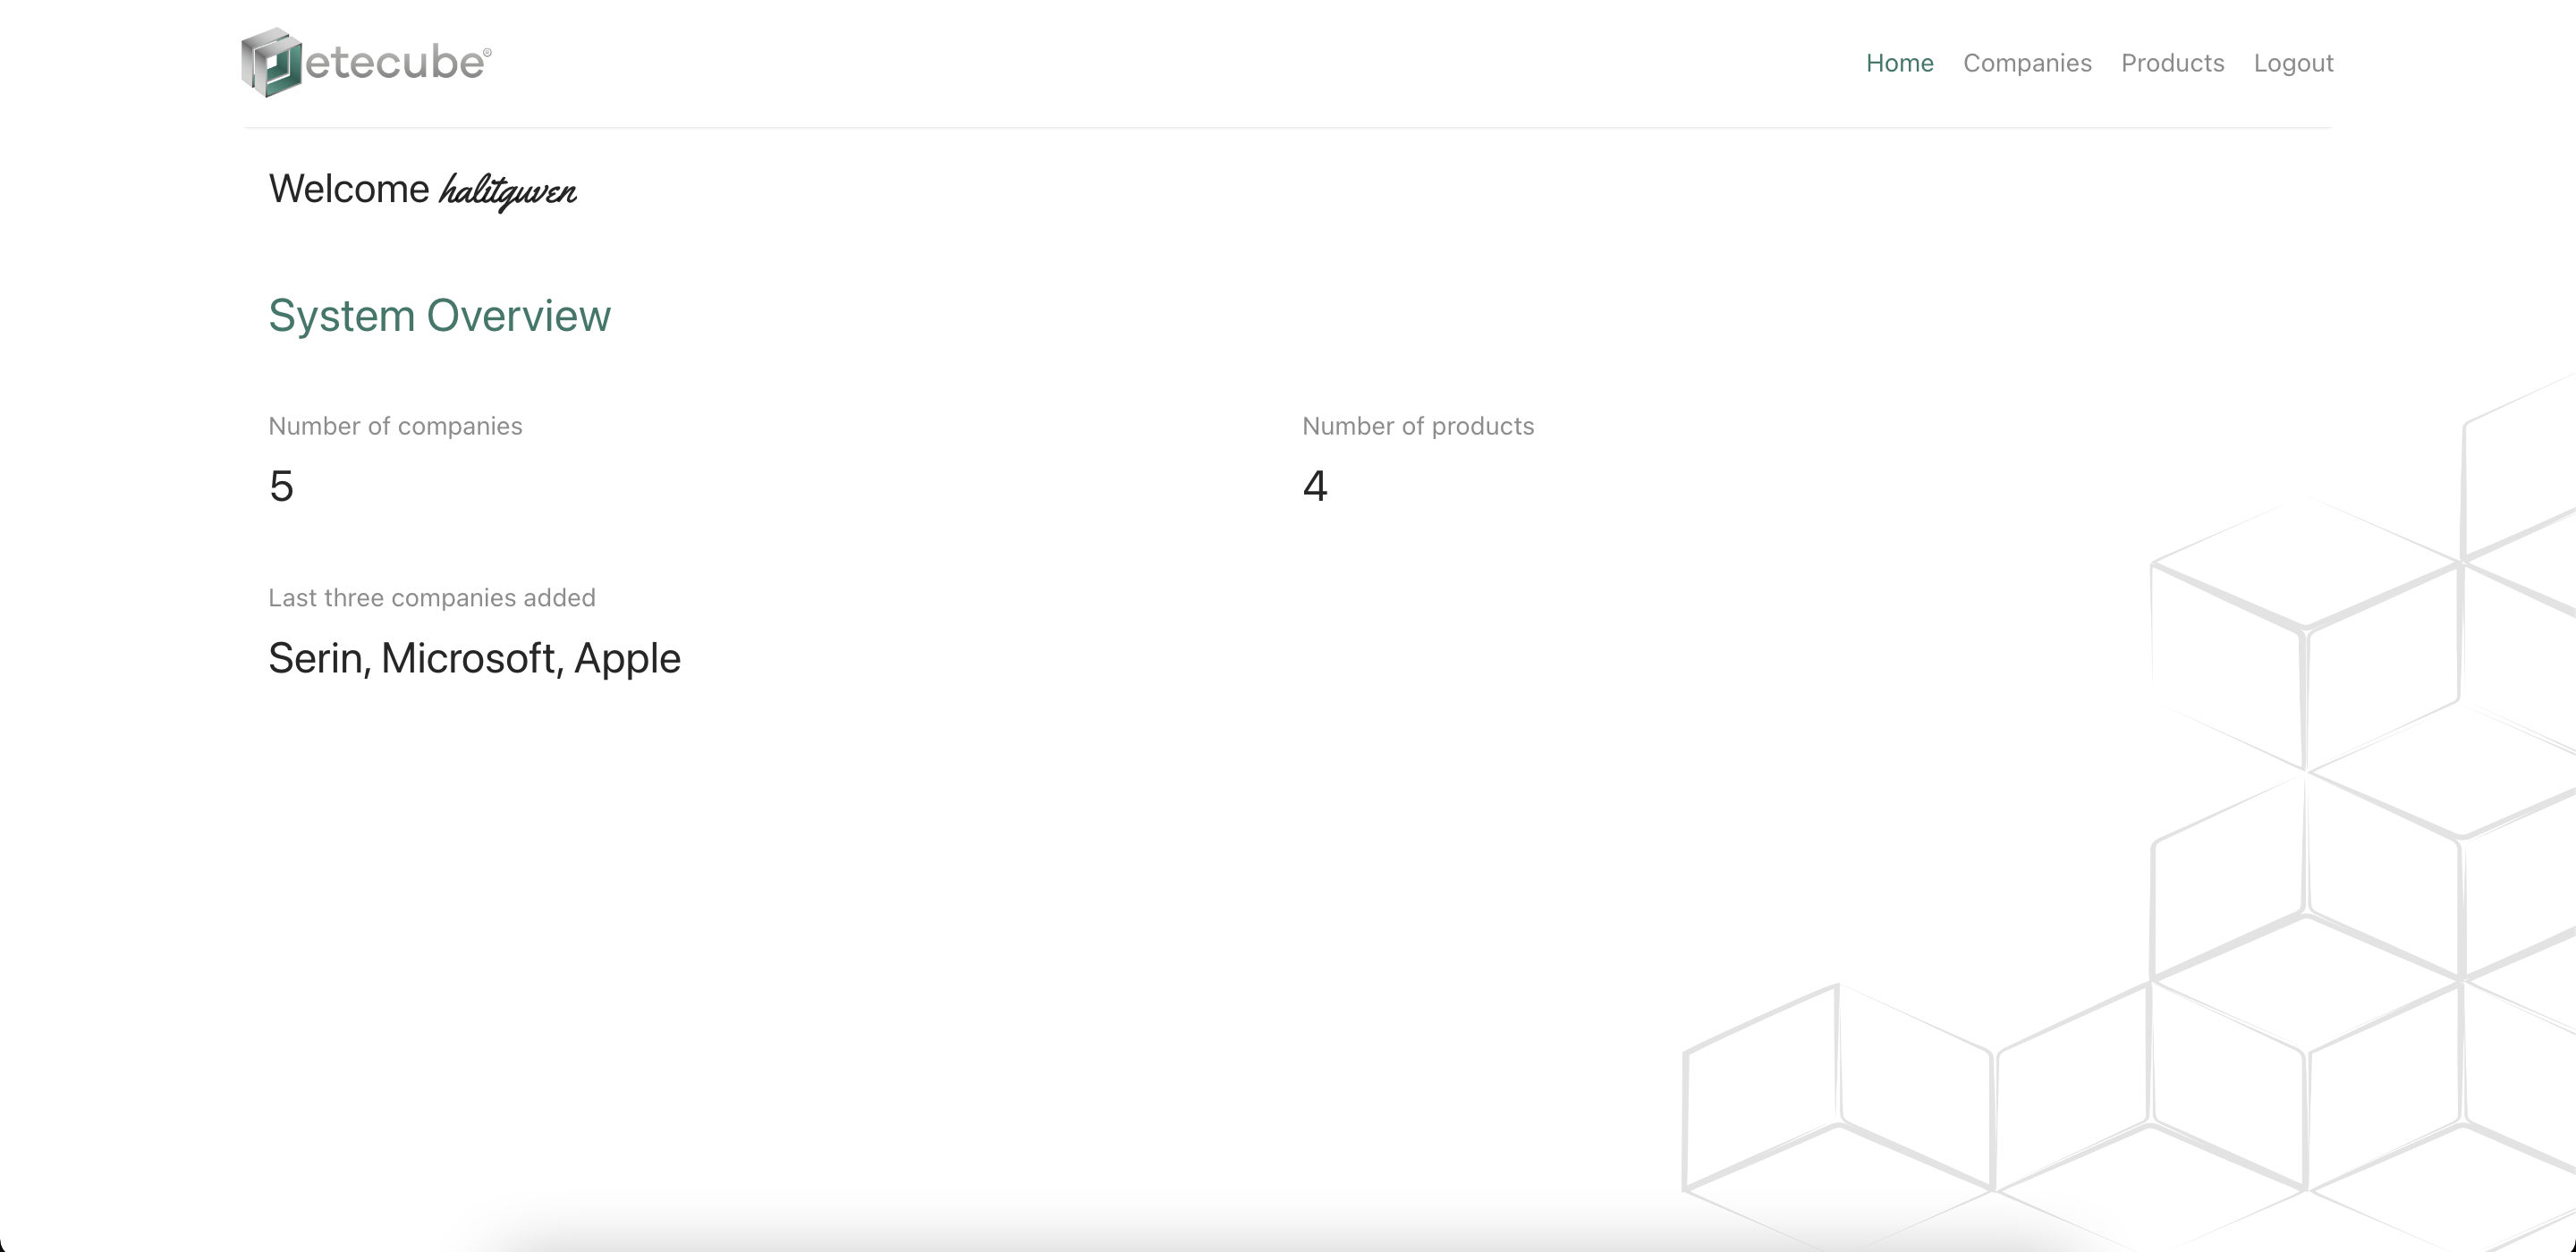 etecube®
Home Companies Products Logout
Welcome halitguven
System Overview
Number of companies
5
Number of products
4
Last three companies added
Serin, Microsoft, Apple